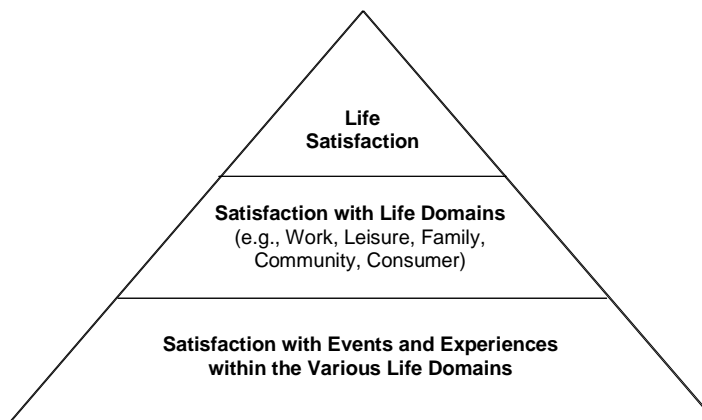 Life
Satisfaction
Satisfaction with Life Domains
(e.g., Work, Leisure, Family,
Community, Consumer)
Satisfaction with Events and Experiences
within the Various Life Domains